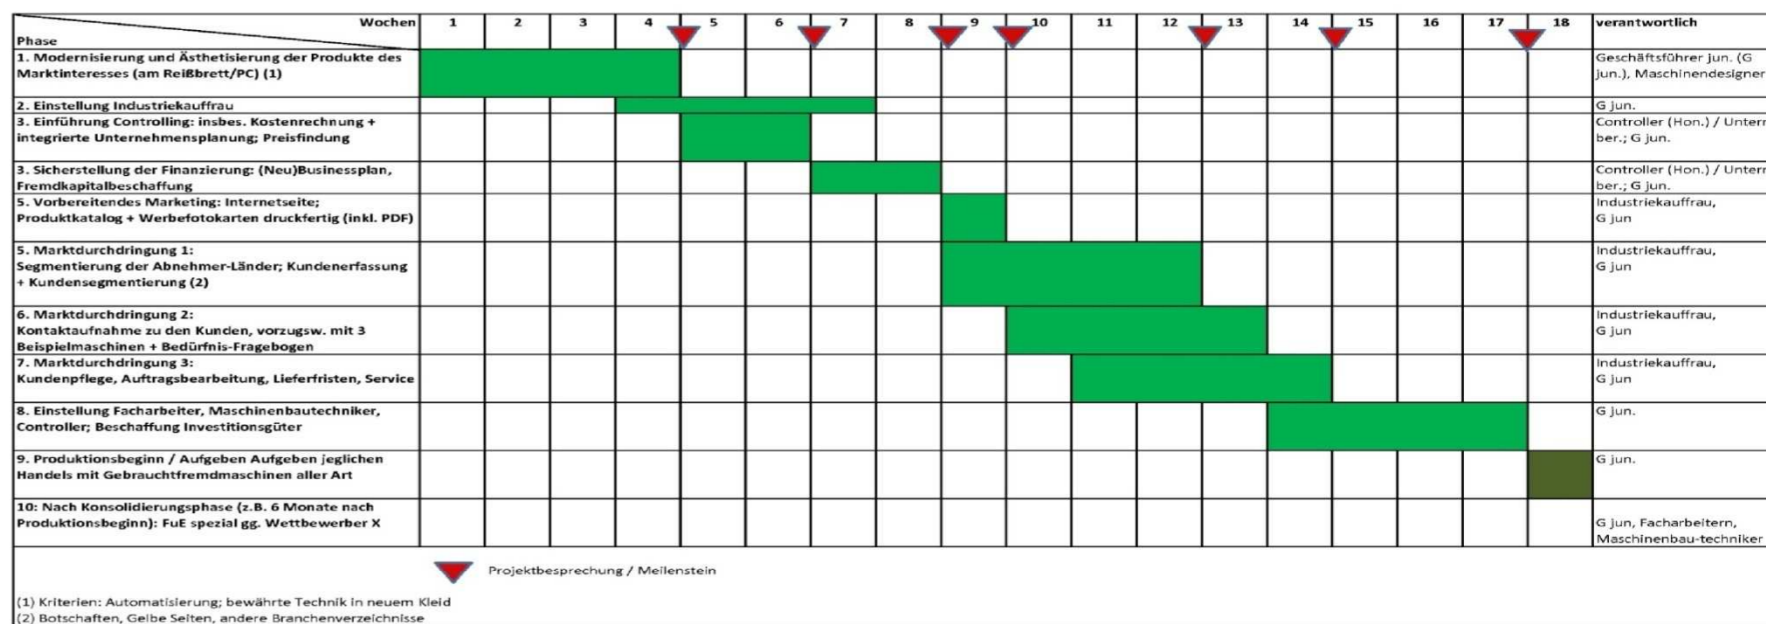 Wochen 1 2 3 4 5 6 7 8 9 10 11 12 13 14 15 16 17 18 verantwortlich
Phase
1. Modernisierung und Ästhetisierung der Produkte des
Marktinteresses (am Reißbrett/PC) (1)
Geschäftsführer jun. (G
jun.), Maschinendesigner
2. Einstellung Industriekauffrau
G jun.
3. Einführung Controlling: insbes. Kostenrechnung +
integrierte Unternehmensplanung; Preisfindung
Controller (Hon.) / Untern
ber.; G jun.
3. Sicherstellung der Finanzierung: (Neu)Businessplan,
Fremdkapitalbeschaffung
Controller (Hon.) / Untern
ber.; G jun.
5. Vorbereitendes Marketing: Internetseite;
Produktkatalog + Werbefotokarten druckfertig (inkl. PDF)
Industriekauffrau,
G jun
5. Marktdurchdringung 1:
Segmentierung der Abnehmer-Länder; Kundenerfassung
+ Kundensegmentierung (2)
Industriekauffrau,
G jun
6. Marktdurchdringung 2:
Kontaktaufnahme zu den Kunden, vorzugsw. mit 3
Beispielmaschinen + Bedürfnis-Fragebogen
Industriekauffrau,
G jun
7. Marktdurchdringung 3:
Kundenpflege, Auftragsbearbeitung, Lieferfristen, Service
Industriekauffrau,
G jun
8. Einstellung Facharbeiter, Maschinenbautechniker,
Controller; Beschaffung Investitionsgüter
G jun.
9. Produktionsbeginn / Aufgeben Aufgeben jeglichen
Handels mit Gebrauchtfremdmaschinen aller Art
G jun.
10: Nach Konsolidierungsphase (z.B. 6 Monate nach
Produktionsbeginn): FuE spezial gg. Wettbewerber X
G jun, Facharbeitern,
Maschinenbau-techniker
Projektbesprechung / Meilenstein
(1) Kriterien: Automatisierung; bewährte Technik in neuem Kleid
(2) Botschaften, Gelbe Seiten, andere Branchenverzeichnisse